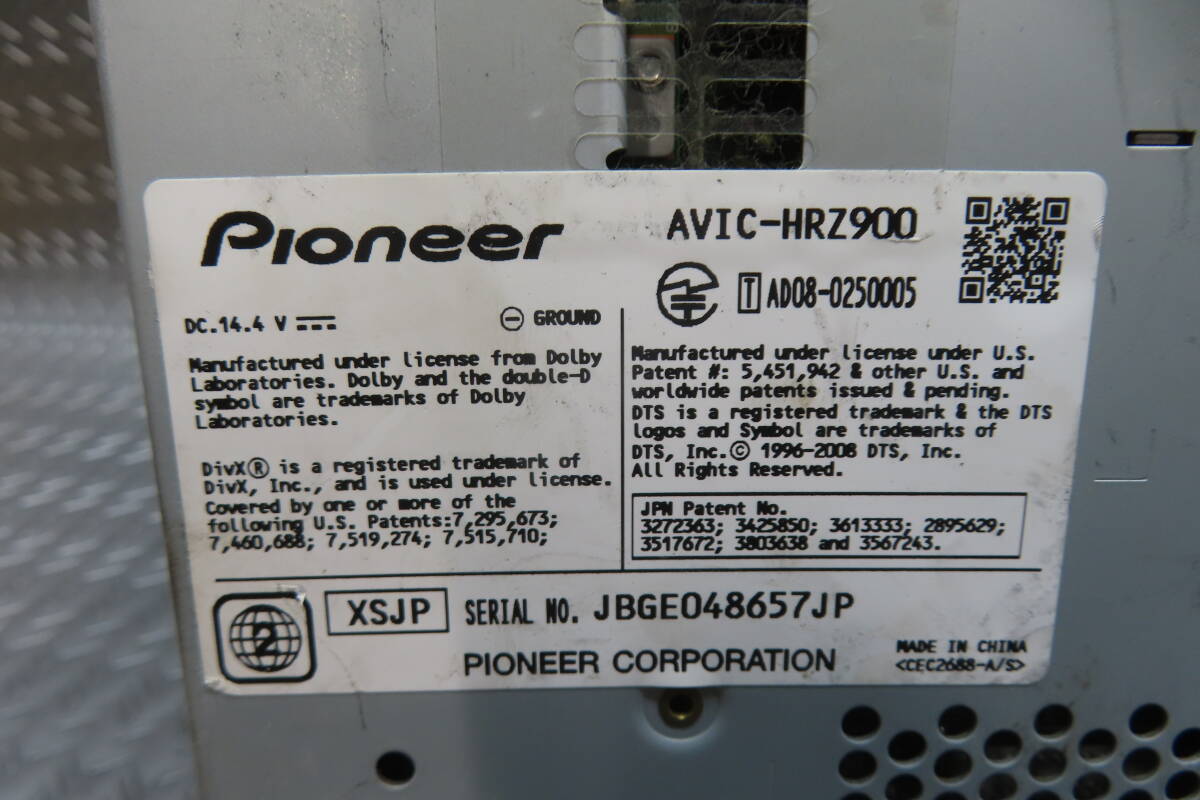 Pioneer
AVIC-HRZ900
T AD08-0250005
DC.14.4 V
GROUND
Manufactured under license from Dolby
Laboratories. Dolby and the double-D
symbol are trademarks of Dolby
Laboratories.
DivX® is a registered trademark of
DivX, Inc., and is used under license.
Covered by one or more of the
following U.S. Patents:7,295,673;
7,460,688; 7,519,274; 7,515,710;
Manufactured under license under U.S.
Patent #: 5,451,942 & other U.S. and
worldwide patents issued & pending.
DTS is a registered trademark & the DTS
logos and Symbol are trademarks of
DTS, Inc.© 1996-2008 DTS, Inc.
All Rights Reserved.
JPN Patent No.
3272363; 3425850; 3613333; 2895629;
3517672; 3803638 and 3567243.
2
XSJP
SERIAL NO. JBGE048657JP
PIONEER CORPORATION
MADE IN CHINA
<CEC2688-A/S>